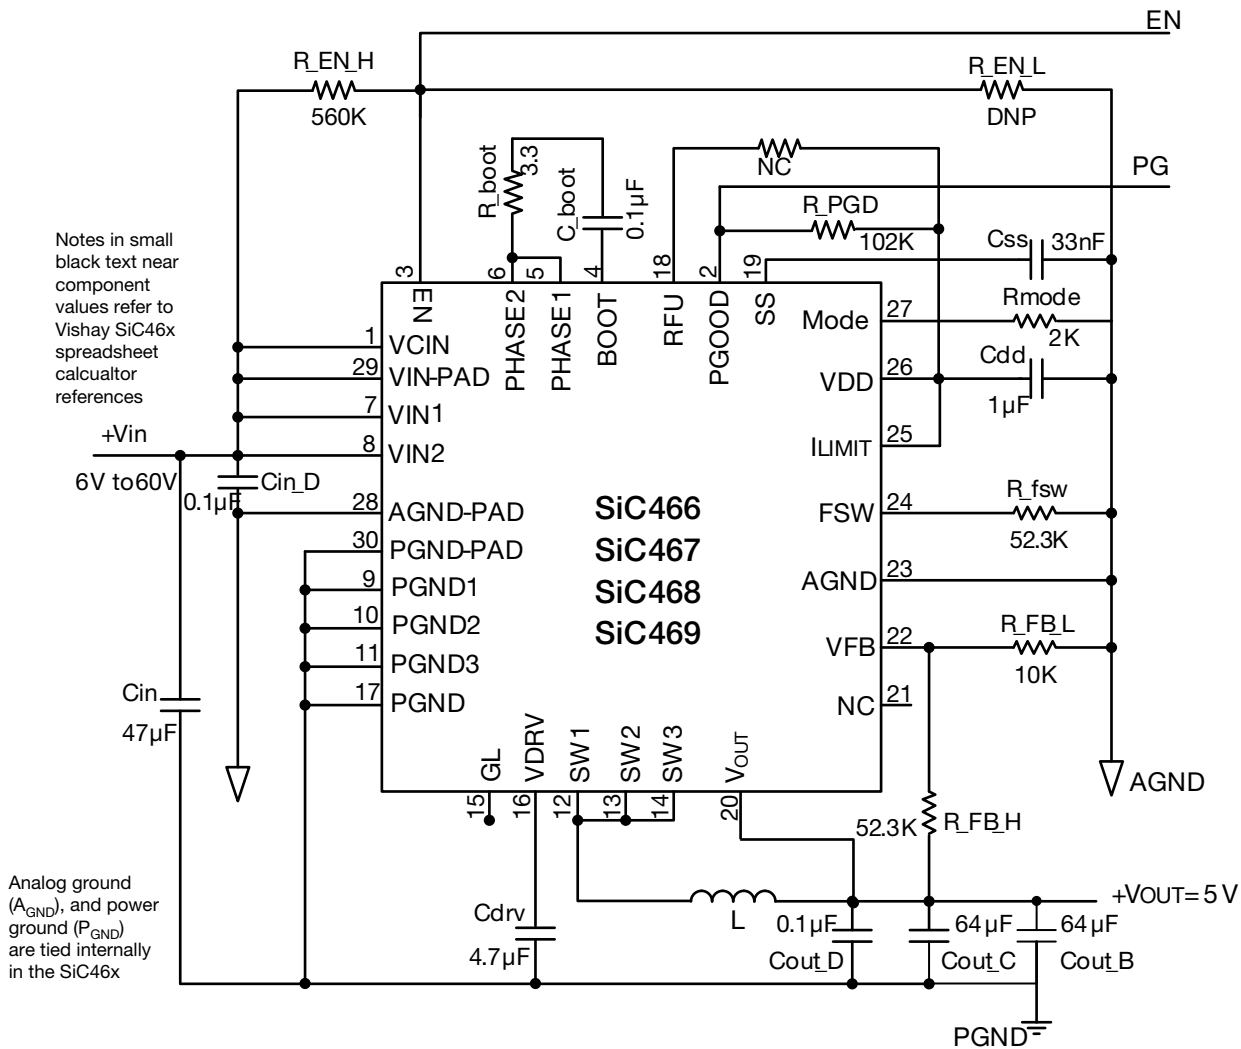 EN
R_EN_H
560K
R_EN_L
DNP
NC
PG
R_boot
3.3
C_boot
0.1µF
R_PGD
102K
Css
33nF
Notes in small
black text near
component
values refer to
Vishay SiC46x
spreadsheet
calcualtor
references
3
6
5
4
18
2
19
EN
PHASE2
PHASE1
BOOT
RFU
PGOOD
SS
Mode
27
Rmode
2K
1
VCIN
29
VIN-PAD
VDD
26
Cdd
1µF
7
VIN1
+Vin
8
VIN2
ILIMIT
25
6V to60V
Cin_D
0.1µF
28
AGND-PAD
SiC466
FSW
24
R_fsw
52.3K
30
PGND-PAD
SiC467
9
PGND1
SiC468
AGND
23
10
PGND2
SiC469
VFB
22
R_FB_L
10K
11
PGND3
17
PGND
NC
21
Cin
47µF
GL
VDRV
SW1
SW2
SW3
VOUT
15
16
12
13
14
20
AGND
52.3K
R_FB_H
Analog ground
(AGND), and power
ground (PGND)
are tied internally
in the SiC46x
Cdrv
4.7µF
L
+VOUT= 5 V
0.1µF
Cout_D
64µF
Cout_C
64µF
Cout_B
PGND